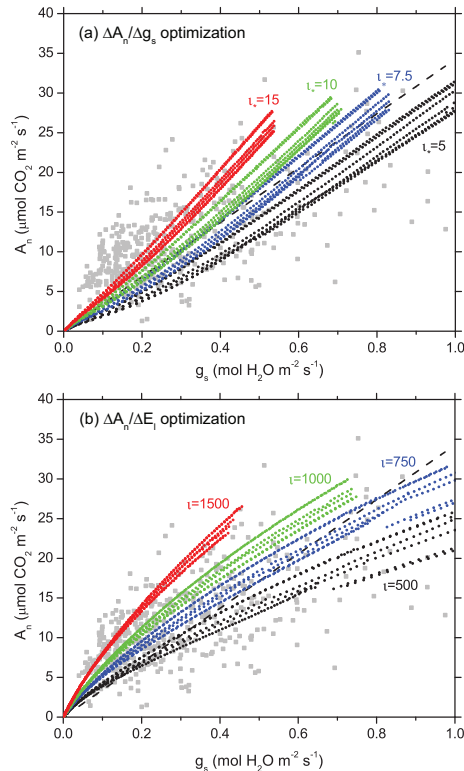 (a) ΔAn/Δgs optimization
ι*=15
ι*=10
ι*=7.5
ι*=5
An (μmol CO2 m-2 s-1)
40
35
30
25
20
15
10
5
0
0.0 0.2 0.4 0.6 0.8 1.0
gs (mol H2O m-2 s-1)
(b) ΔAn/ΔEl optimization
ι=1500
ι=1000
ι=750
ι=500
An (μmol CO2 m-2 s-1)
40
35
30
25
20
15
10
5
0
0.0 0.2 0.4 0.6 0.8 1.0
gs (mol H2O m-2 s-1)